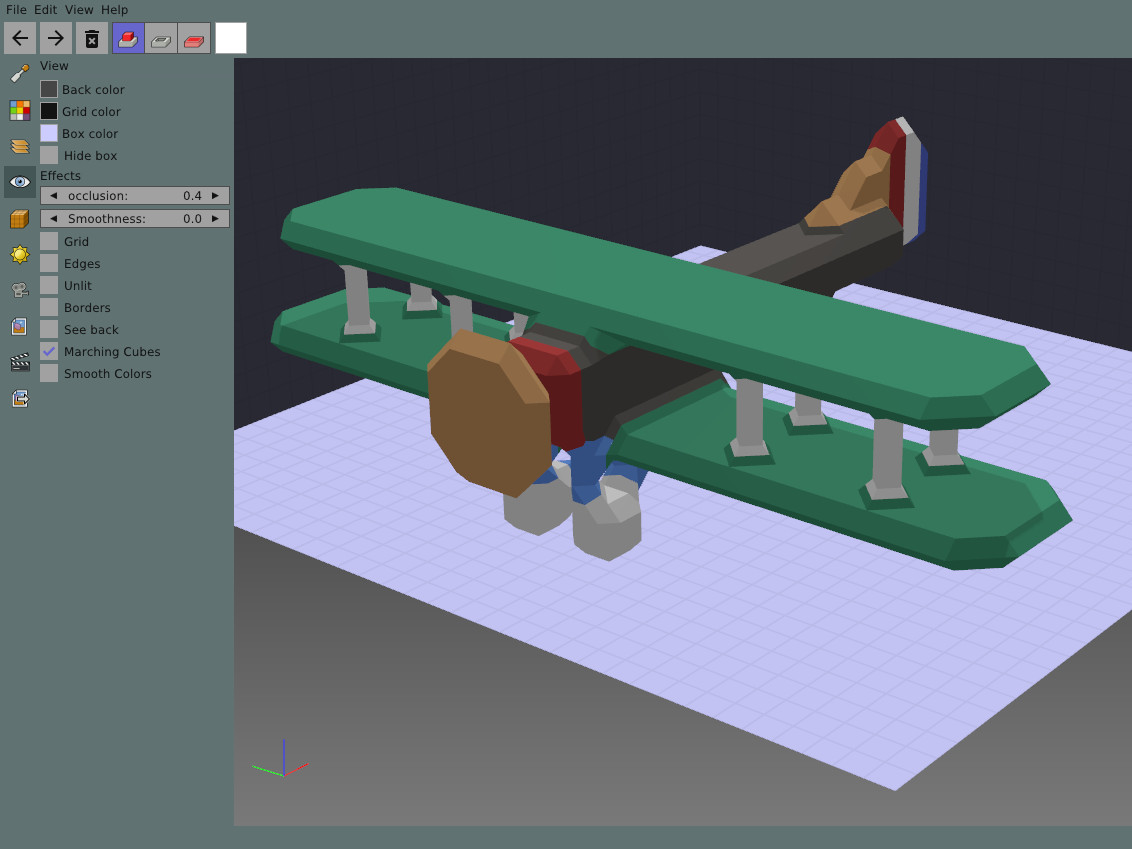 File Edit View Help
View
Back color
Grid color
Box color
Hide box
Effects
occlusion: 0.4
Smoothness: 0.0
Grid
Edges
Unlit
Borders
See back
Marching Cubes
Smooth Colors